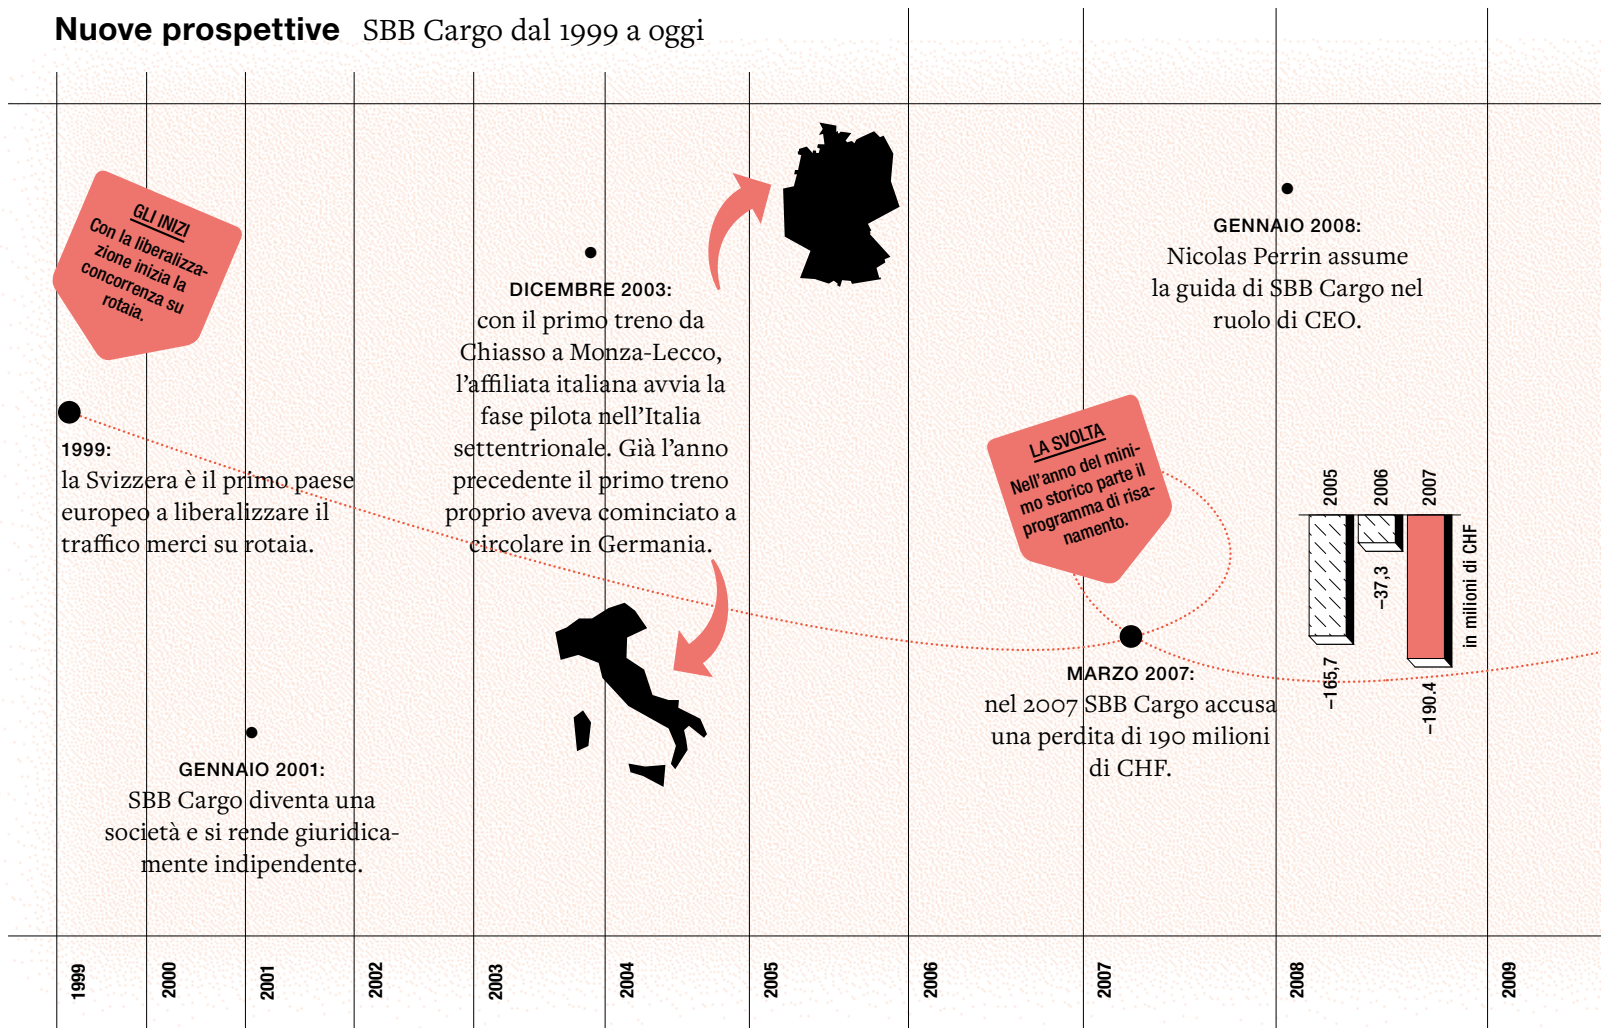 Nuove prospettive SBB Cargo dal 1999 a oggi
GLI INIZI
Con la liberalizza-
zione inizia la
concorrenza su
rotaia.
1999:
la Svizzera è il primo paese
europeo a liberalizzare il
traffico merci su rotaia.
GENNAIO 2001:
SBB Cargo diventa una
società e si rende giuridica-
mente indipendente.
DICEMBRE 2003:
con il primo treno da
Chiasso a Monza-Lecco,
l’affiliata italiana avvia la
fase pilota nell’Italia
settentrionale. Già l’anno
precedente il primo treno
proprio aveva cominciato a
circolare in Germania.
LA SVOLTA
Nell’anno del mini-
mo storico parte il
programma di risa-
namento.
MARZO 2007:
nel 2007 SBB Cargo accusa
una perdita di 190 milioni
di CHF.
GENNAIO 2008:
Nicolas Perrin assume
la guida di SBB Cargo nel
ruolo di CEO.
2005
2006
2007
–165,7
–37,3
–190.4
in milioni di CHF
1999
2000
2001
2002
2003
2004
2005
2006
2007
2008
2009